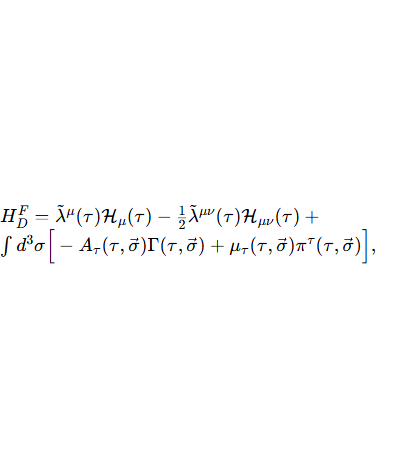 $H_D^F = \tilde{\lambda}^{\mu}(\tau)\mathcal{H}_{\mu}(\tau) - \frac{1}{2}\tilde{\lambda}^{\mu\nu}(\tau)\mathcal{H}_{\mu\nu}(\tau) +$
$\int d^3\sigma \Big[ - A_{\tau}(\tau, \vec{\sigma})\Gamma(\tau, \vec{\sigma}) + \mu_{\tau}(\tau, \vec{\sigma})\pi^{\tau}(\tau, \vec{\sigma}) \Big],$